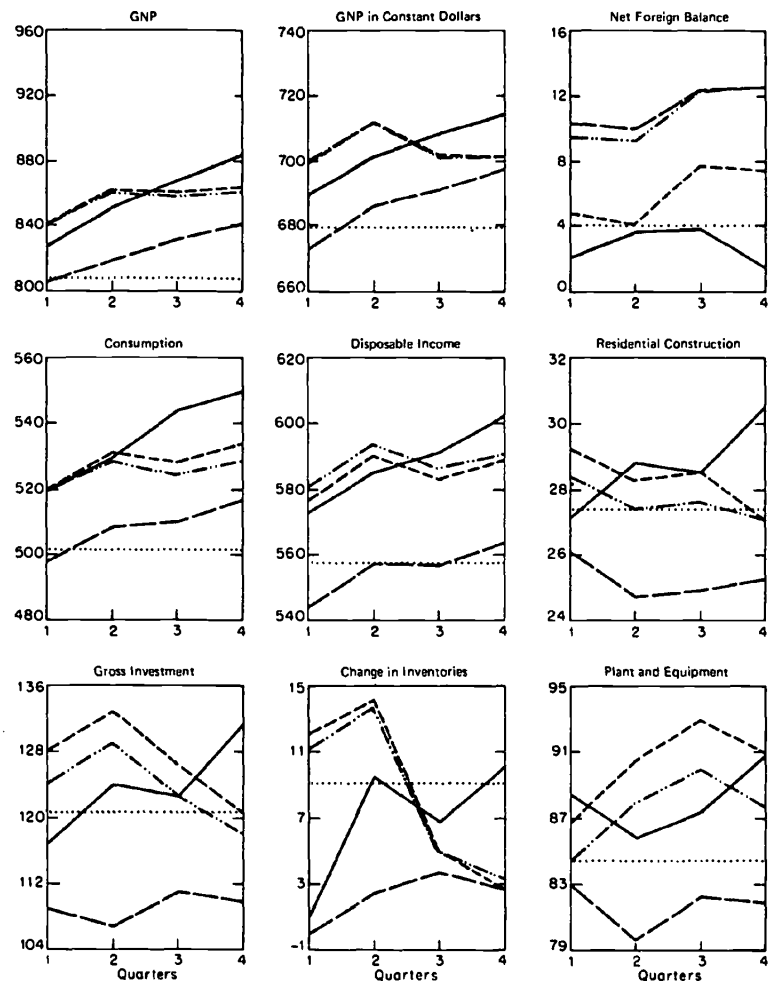 GNP
960
920
880
840
800
1 2 3 4
GNP in Constant Dollars
740
720
700
680
660
1 2 3 4
Net Foreign Balance
16
12
8
4
0
1 2 3 4
Consumption
560
540
520
500
480
1 2 3 4
Disposable Income
620
600
580
560
540
1 2 3 4
Residential Construction
32
30
28
26
24
1 2 3 4
Gross Investment
136
128
120
112
104
1 2 3 4
Quarters
Change in Inventories
15
11
7
3
-1
1 2 3 4
Quarters
Plant and Equipment
95
91
87
83
79
1 2 3 4
Quarters